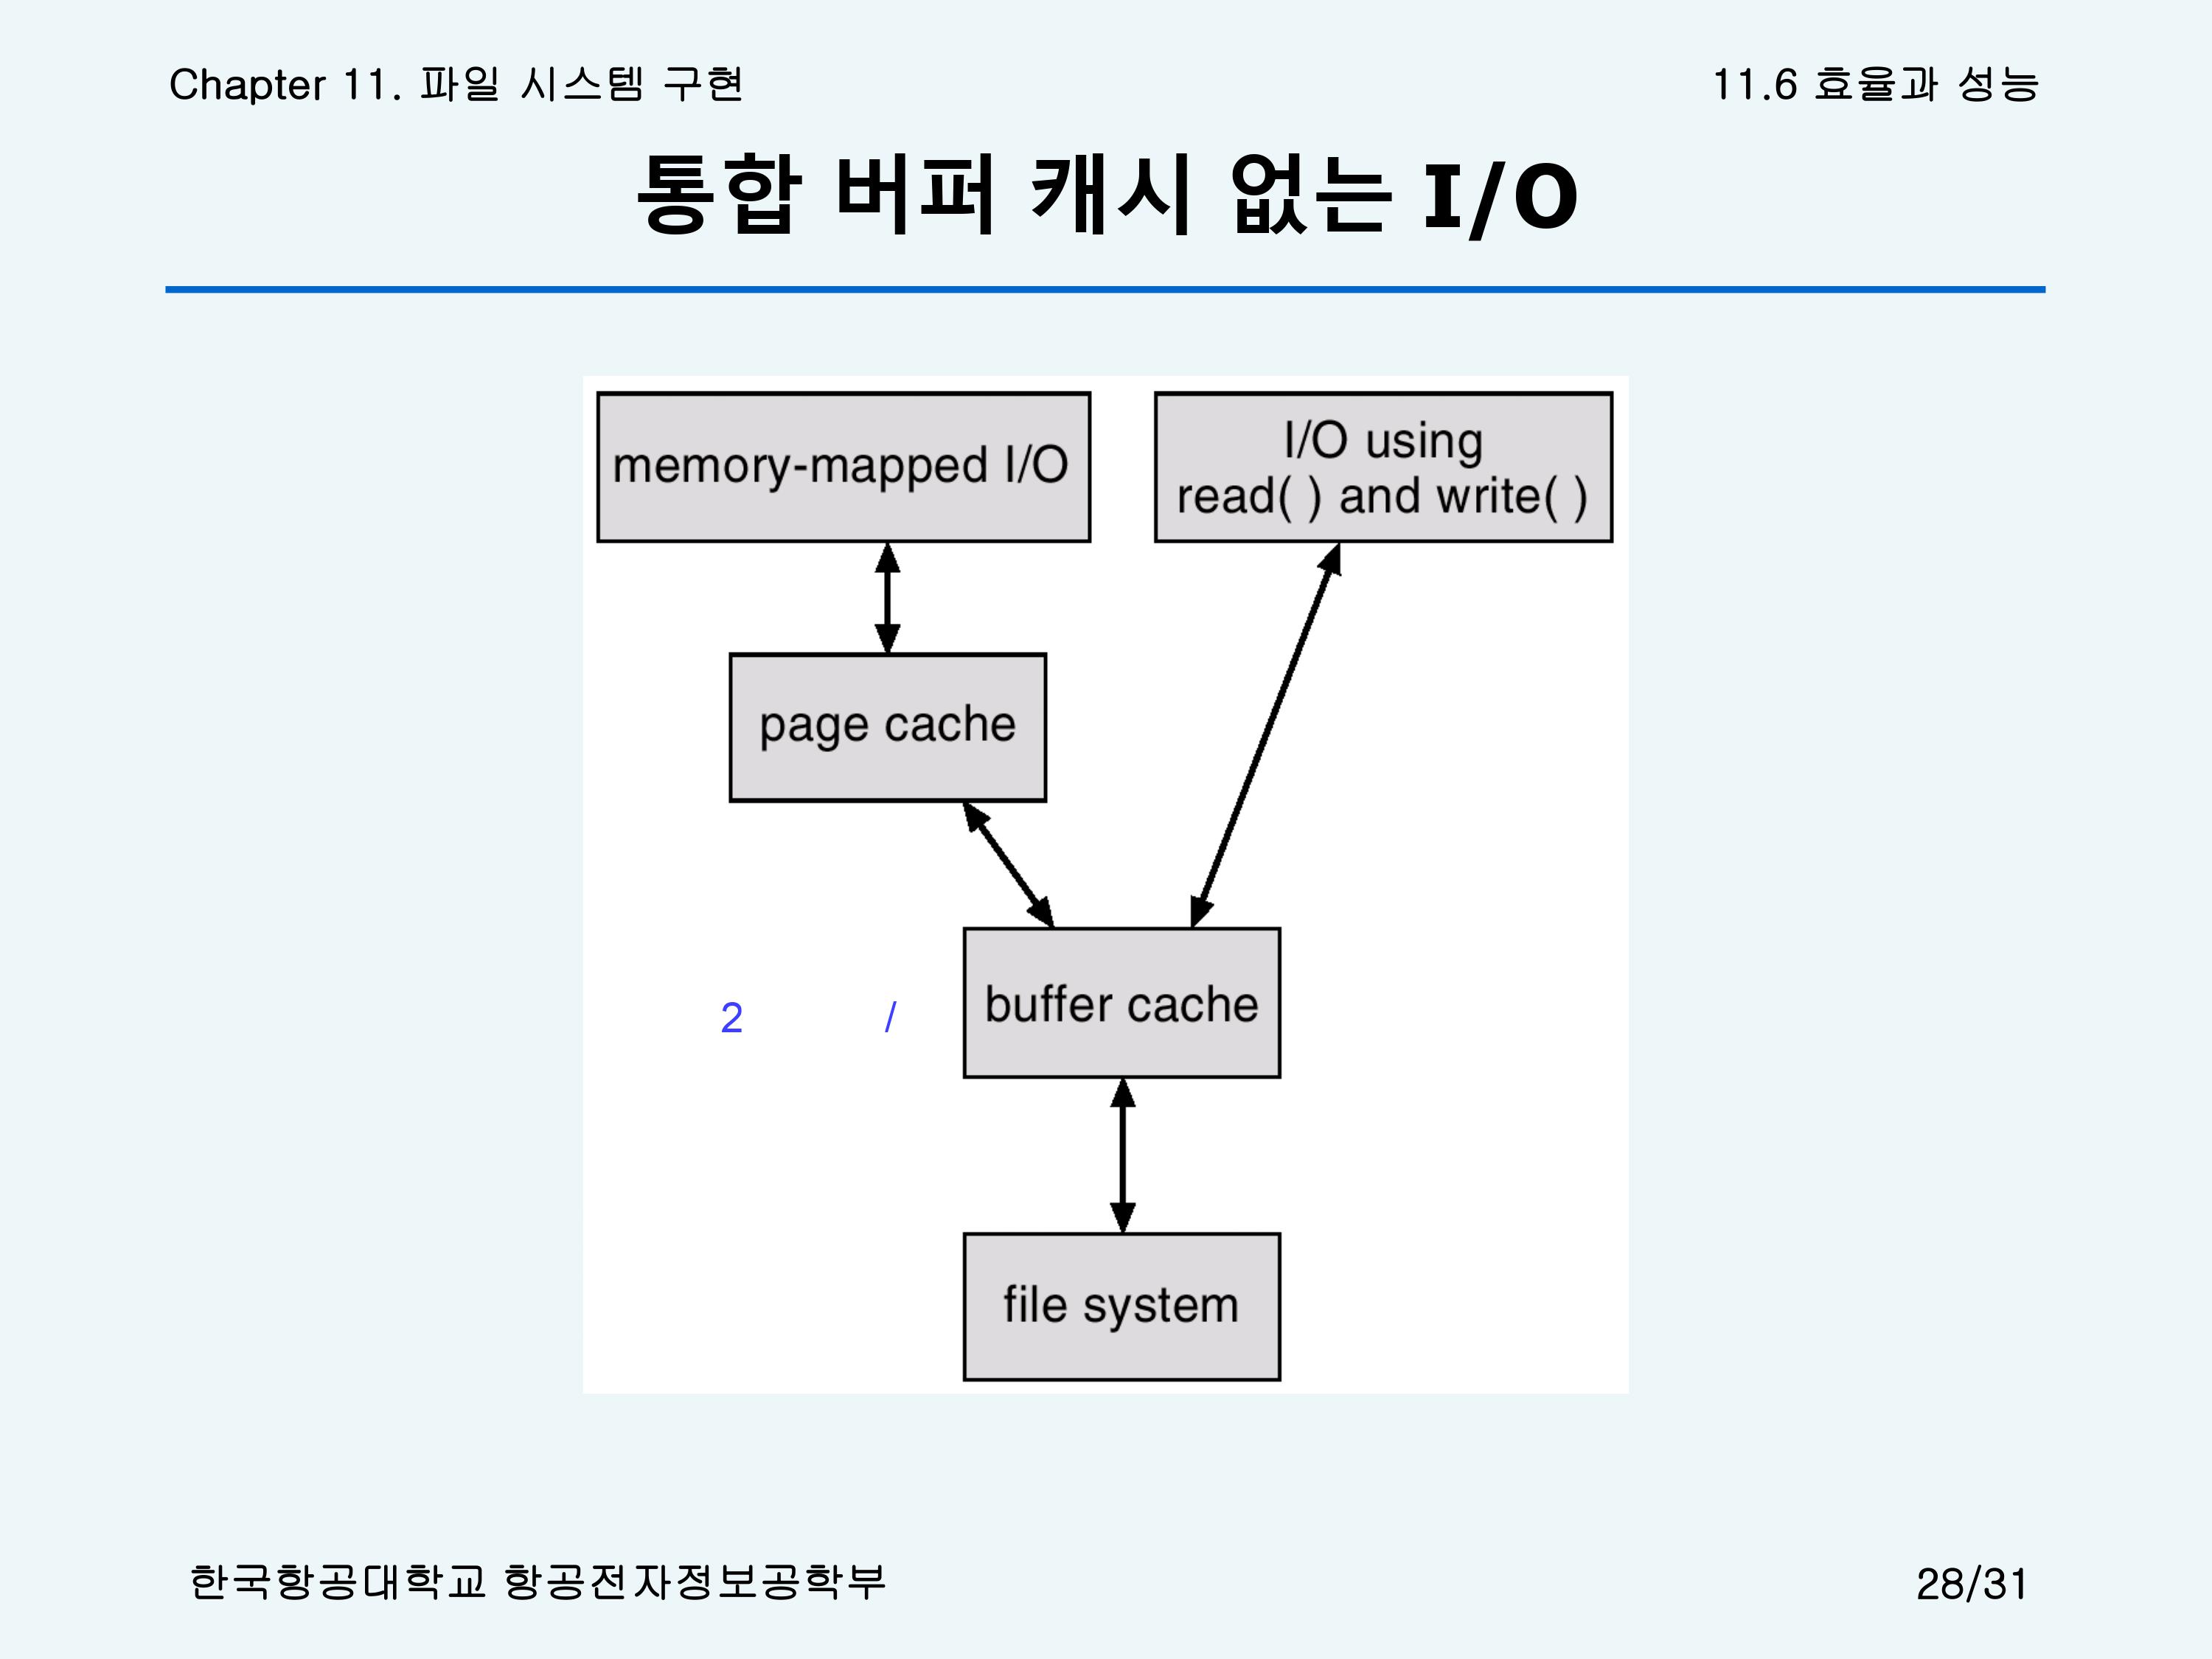 Chapter 11. 파일 시스템 구현
11.6 효율과 성능
통합 버퍼 캐시 없는 I/O
memory-mapped I/O
I/O using
read( ) and write( )
page cache
buffer cache
2 /
file system
한국항공대학교 항공전자정보공학부
28/31